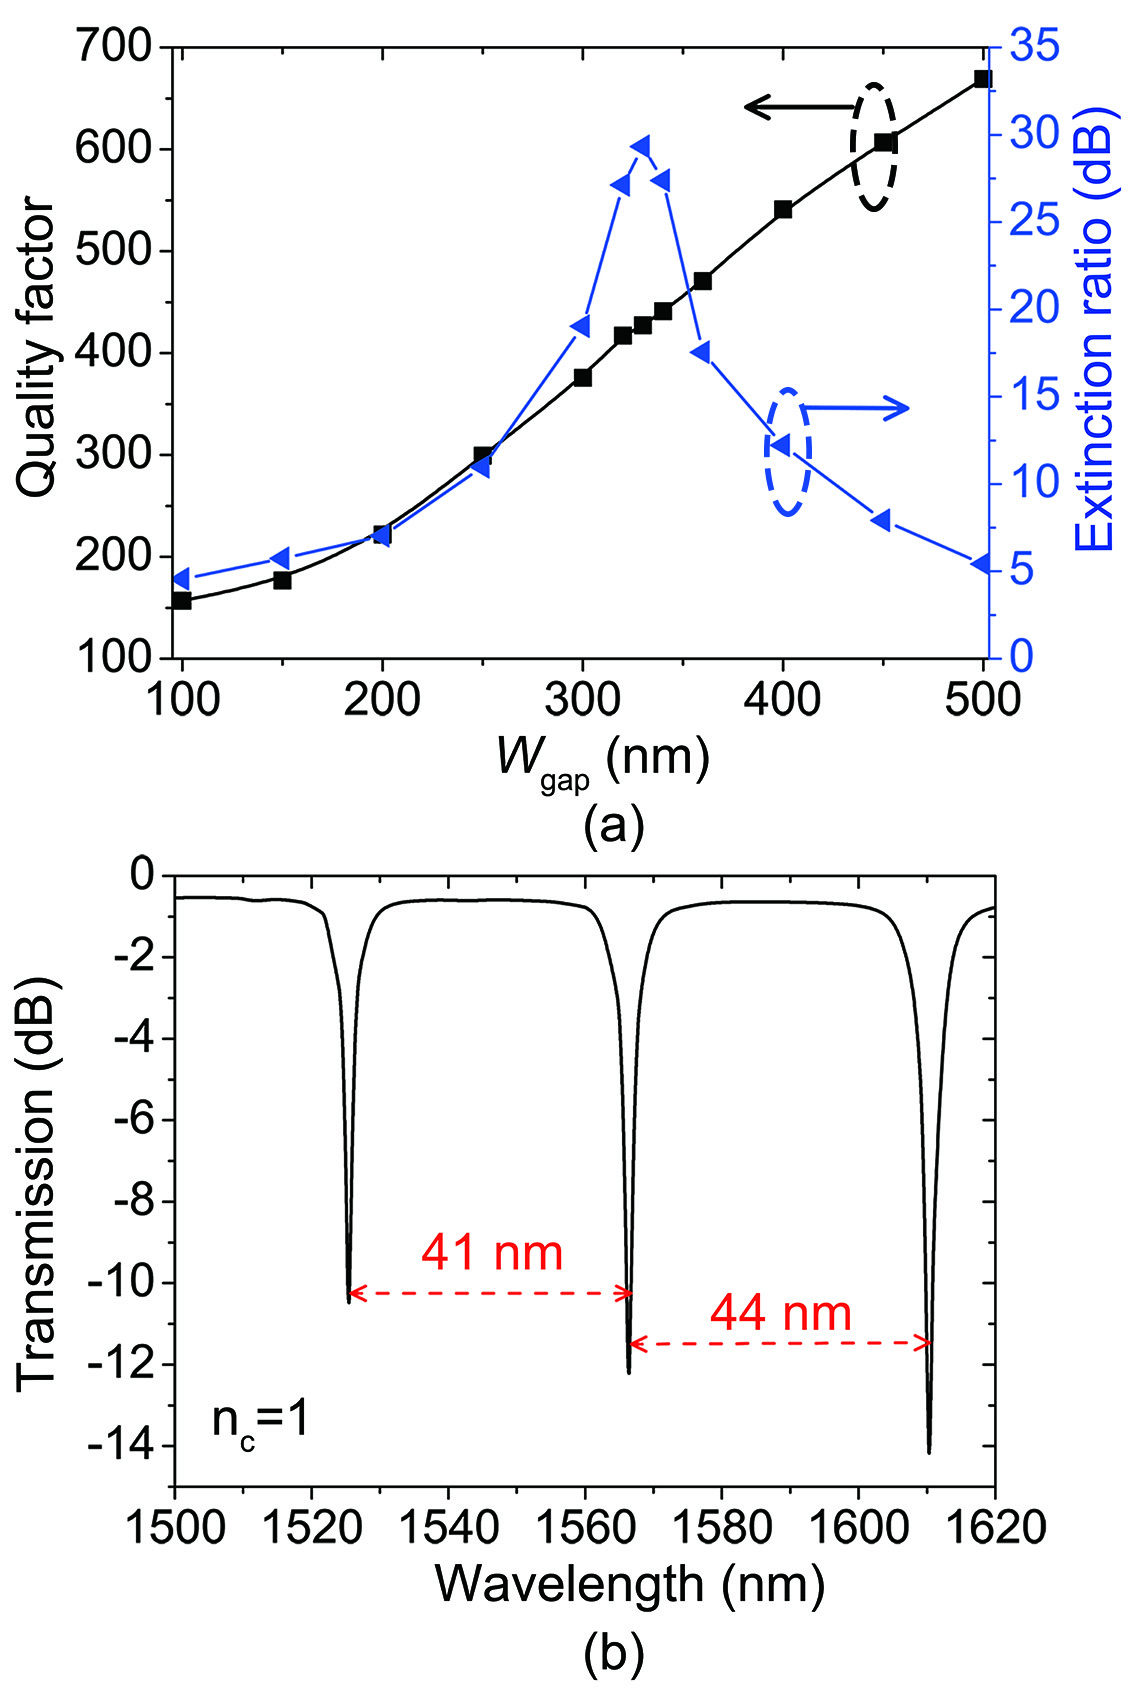 700
600
500
400
300
200
100
Quality factor
35
30
25
20
15
10
5
0
Extinction ratio (dB)
100 200 300 400 500
Wgap (nm)
(a)
0
-2
-4
-6
-8
-10
-12
-14
Transmission (dB)
41 nm
44 nm
nc=1
1500 1520 1540 1560 1580 1600 1620
Wavelength (nm)
(b)